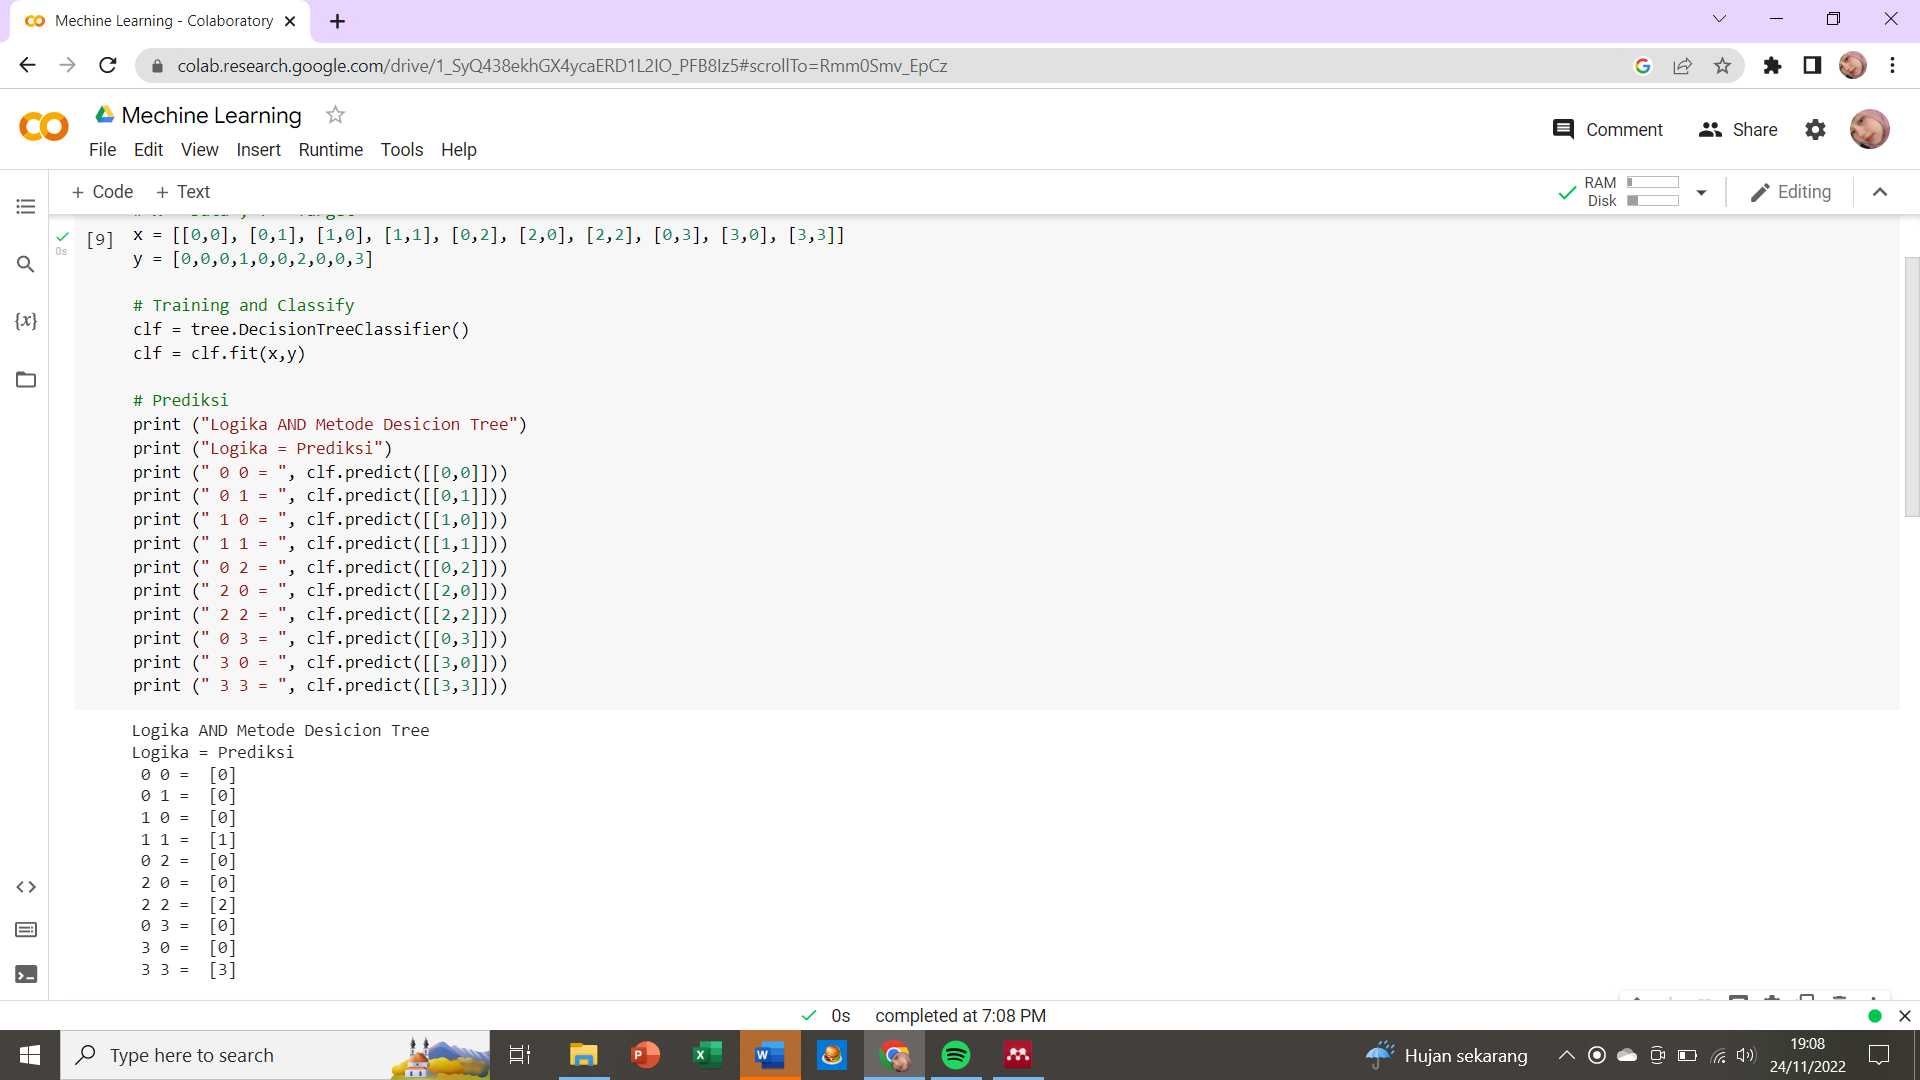 Mechine Learning - Colaboratory
colab.research.google.com/drive/1_SyQ438ekhGX4ycaERD1L2IO_PFB8Iz5#scrollTo=Rmm0Smv_EpCz
Mechine Learning
Comment
Share
File Edit View Insert Runtime Tools Help
+ Code + Text
RAM
Disk
Editing
[9]
0s
x = [[0,0], [0,1], [1,0], [1,1], [0,2], [2,0], [2,2], [0,3], [3,0], [3,3]]
y = [0,0,0,1,0,0,2,0,0,3]
# Training and Classify
clf = tree.DecisionTreeClassifier()
clf = clf.fit(x,y)
# Prediksi
print ("Logika AND Metode Desicion Tree")
print ("Logika = Prediksi")
print (" 0 0 = ", clf.predict([[0,0]]))
print (" 0 1 = ", clf.predict([[0,1]]))
print (" 1 0 = ", clf.predict([[1,0]]))
print (" 1 1 = ", clf.predict([[1,1]]))
print (" 0 2 = ", clf.predict([[0,2]]))
print (" 2 0 = ", clf.predict([[2,0]]))
print (" 2 2 = ", clf.predict([[2,2]]))
print (" 0 3 = ", clf.predict([[0,3]]))
print (" 3 0 = ", clf.predict([[3,0]]))
print (" 3 3 = ", clf.predict([[3,3]]))
Logika AND Metode Desicion Tree
Logika = Prediksi
0 0 = [0]
0 1 = [0]
1 0 = [0]
1 1 = [1]
0 2 = [0]
2 0 = [0]
2 2 = [2]
0 3 = [0]
3 0 = [0]
3 3 = [3]
0s completed at 7:08 PM
Type here to search
Hujan sekarang
19:08
24/11/2022